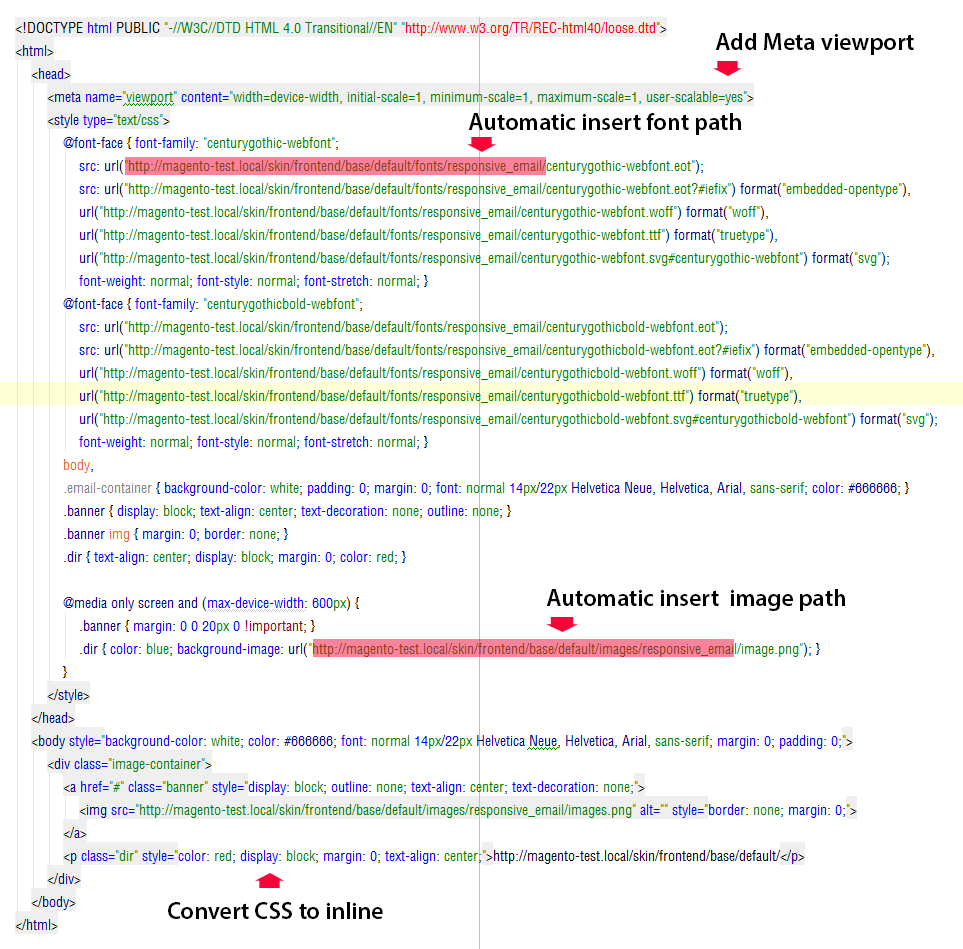 <!DOCTYPE html PUBLIC "-//W3C//DTD HTML 4.0 Transitional//EN" "http://www.w3.org/TR/REC-html40/loose.dtd">
<html>
Add Meta viewport
<head>
<meta name="viewport" content="width=device-width, initial-scale=1, minimum-scale=1, maximum-scale=1, user-scalable=yes">
<style type="text/css">
Automatic insert font path
@font-face { font-family: "centurygothic-webfont";
src: url("http://magento-test.local/skin/frontend/base/default/fonts/responsive_email/centurygothic-webfont.eot");
src: url("http://magento-test.local/skin/frontend/base/default/fonts/responsive_email/centurygothic-webfont.eot?#iefix") format("embedded-opentype"),
url("http://magento-test.local/skin/frontend/base/default/fonts/responsive_email/centurygothic-webfont.woff") format("woff"),
url("http://magento-test.local/skin/frontend/base/default/fonts/responsive_email/centurygothic-webfont.ttf") format("truetype"),
url("http://magento-test.local/skin/frontend/base/default/fonts/responsive_email/centurygothic-webfont.svg#centurygothic-webfont") format("svg");
font-weight: normal; font-style: normal; font-stretch: normal; }
@font-face { font-family: "centurygothicbold-webfont";
src: url("http://magento-test.local/skin/frontend/base/default/fonts/responsive_email/centurygothicbold-webfont.eot");
src: url("http://magento-test.local/skin/frontend/base/default/fonts/responsive_email/centurygothicbold-webfont.eot?#iefix") format("embedded-opentype"),
url("http://magento-test.local/skin/frontend/base/default/fonts/responsive_email/centurygothicbold-webfont.woff") format("woff"),
url("http://magento-test.local/skin/frontend/base/default/fonts/responsive_email/centurygothicbold-webfont.ttf") format("truetype"),
url("http://magento-test.local/skin/frontend/base/default/fonts/responsive_email/centurygothicbold-webfont.svg#centurygothicbold-webfont") format("svg");
font-weight: normal; font-style: normal; font-stretch: normal; }
body,
.email-container { background-color: white; padding: 0; margin: 0; font: normal 14px/22px Helvetica Neue, Helvetica, Arial, sans-serif; color: #666666; }
.banner { display: block; text-align: center; text-decoration: none; outline: none; }
.banner img { margin: 0; border: none; }
.dir { text-align: center; display: block; margin: 0; color: red; }
Automatic insert image path
@media only screen and (max-device-width: 600px) {
.banner { margin: 0 0 20px 0 !important; }
.dir { color: blue; background-image: url("http://magento-test.local/skin/frontend/base/default/images/responsive_email/image.png"); }
}
</style>
</head>
<body style="background-color: white; color: #666666; font: normal 14px/22px Helvetica Neue, Helvetica, Arial, sans-serif; margin: 0; padding: 0;">
<div class="image-container">
<a href="#" class="banner" style="display: block; outline: none; text-align: center; text-decoration: none;">
<img src="http://magento-test.local/skin/frontend/base/default/images/responsive_email/images.png" alt="" style="border: none; margin: 0;">
</a>
<p class="dir" style="color: red; display: block; margin: 0; text-align: center;">http://magento-test.local/skin/frontend/base/default/</p>
</div>
</body>
Convert CSS to inline
</html>